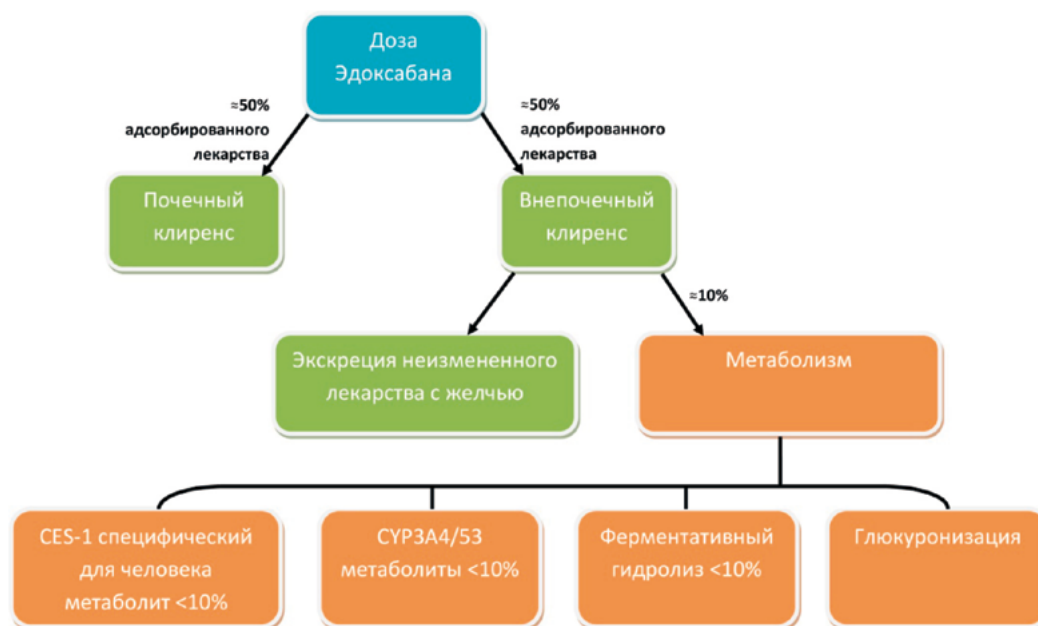 Доза
Эдоксабана
≈50%
адсорбированного
лекарства
≈50%
адсорбированного
лекарства
Почечный
клиренс
Внепочечный
клиренс
≈10%
Экскреция неизмененного
лекарства с желчью
Метаболизм
CES-1 специфический
для человека
метаболит <10%
CYP3A4/53
метаболиты <10%
Ферментативный
гидролиз <10%
Глюкуронизация